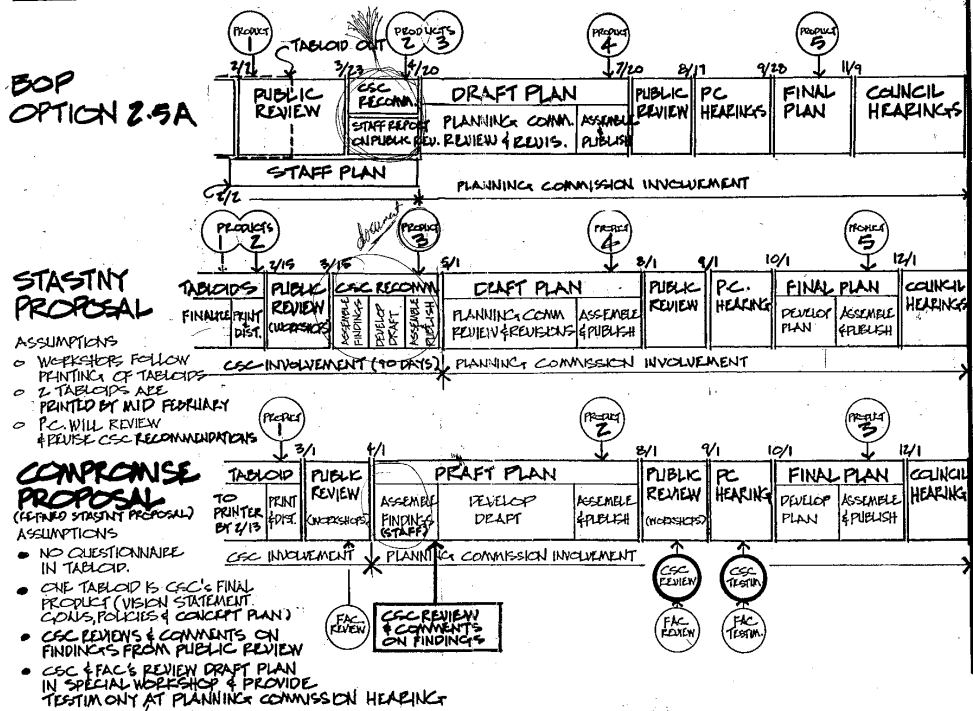 PRODUCT 1
TABLOID OUT
PRODUCTS 2 3
PRODUCT 4
PRODUCT 5
BOP
OPTION 2.5A
2/2
3/23
4/20
7/20
8/17
9/28
11/9
PUBLIC
REVIEW
CSC
RECOMM.
STAFF REPORT
ON PUBLIC REV.
DRAFT PLAN
PLANNING COMM.
REVIEW & REVIS.
ASSEMBLE
& PUBLISH
PUBLIC
REVIEW
PC
HEARINGS
FINAL
PLAN
COUNCIL
HEARINGS
STAFF PLAN
2/2
PLANNING COMMISSION INVOLVEMENT
document
STASTNY
PROPOSAL
PRODUCTS
1 2
PRODUCT 3
PRODUCT 4
PRODUCT 5
2/15
3/15
5/1
8/1
9/1
10/1
12/1
TABLOIDS
FINALIZE
PRINT
& DIST.
PUBLIC
REVIEW
(WORKSHOPS)
CSC RECOMM
ASSEMBLE
FINDINGS
DEVELOP
DRAFT
ASSEMBLE
& PUBLISH
DRAFT PLAN
PLANNING COMM
REVIEW & REVISIONS
ASSEMBLE
& PUBLISH
PUBLIC
REVIEW
P.C.
HEARING
FINAL PLAN
DEVELOP
PLAN
ASSEMBLE
& PUBLISH
COUNCIL
HEARINGS
CSC INVOLVEMENT (90 DAYS)
PLANNING COMMISSION INVOLVEMENT
ASSUMPTIONS
o WORKSHOPS FOLLOW
PRINTING OF TABLOIDS
o 2 TABLOIDS ARE
PRINTED BY MID FEBRUARY
o P.C. WILL REVIEW
& REVISE CSC RECOMMENDATIONS
COMPROMISE
PROPOSAL
(REFINED STASTNY PROPOSAL)
PRODUCT 1
PRODUCT 2
PRODUCT 3
3/1
4/1
8/1
9/1
10/1
12/1
TABLOID
TO
PRINTER
BY 2/13
PRINT
& DIST.
PUBLIC
REVIEW
(WORKSHOPS)
DRAFT PLAN
ASSEMBLE
FINDINGS
(STAFF)
DEVELOP
DRAFT
ASSEMBLE
& PUBLISH
PUBLIC
REVIEW
(WORKSHOPS)
PC
HEARING
FINAL PLAN
DEVELOP
PLAN
ASSEMBLE
& PUBLISH
COUNCIL
HEARING
CSC INVOLVEMENT
PLANNING COMMISSION INVOLVEMENT
FAC
REVIEW
CSC REVIEW
& COMMENTS
ON FINDINGS
CSC
REVIEW
FAC
REVIEW
CSC
TESTIM.
FAC
TESTIM.
ASSUMPTIONS
• NO QUESTIONNAIRE
IN TABLOID.
• ONE TABLOID IS CSC'S FINAL
PRODUCT (VISION STATEMENT
GOALS, POLICIES & CONCEPT PLAN)
• CSC REVIEWS & COMMENTS ON
FINDINGS FROM PUBLIC REVIEW
• CSC & FAC'S REVIEW DRAFT PLAN
IN SPECIAL WORKSHOP & PROVIDE
TESTIMONY AT PLANNING COMMISSION HEARING